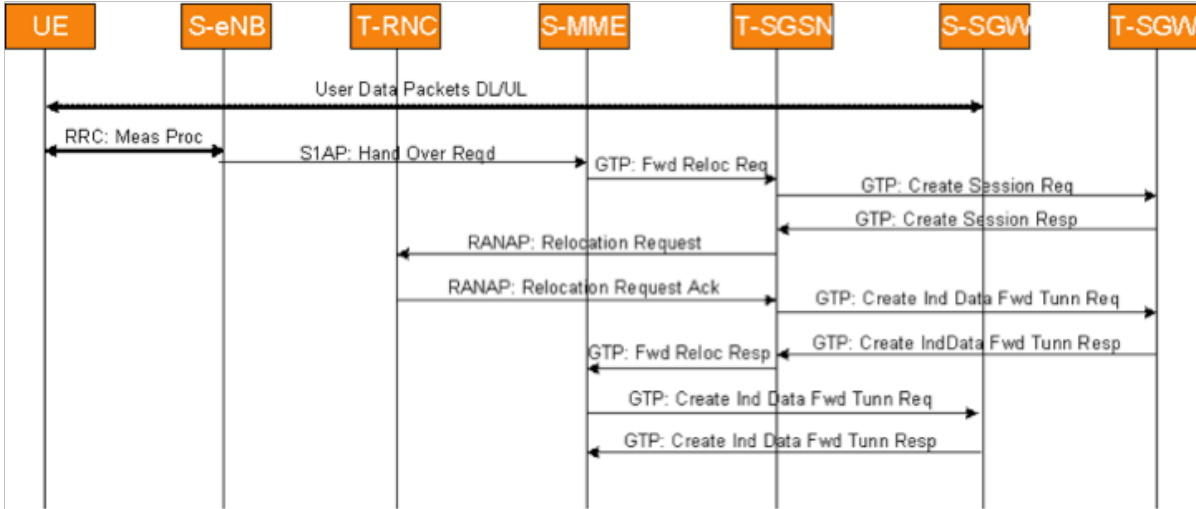 UE
S-eNB
T-RNC
S-MME
T-SGSN
S-SGW
T-SGW
User Data Packets DL/UL
RRC: Meas Proc
S1AP: Hand Over Reqd
GTP: Fwd Reloc Req
GTP: Create Session Req
GTP: Create Session Resp
RANAP: Relocation Request
RANAP: Relocation Request Ack
GTP: Create Ind Data Fwd Tunn Req
GTP: Create IndData Fwd Tunn Resp
GTP: Fwd Reloc Resp
GTP: Create Ind Data Fwd Tunn Req
GTP: Create Ind Data Fwd Tunn Resp